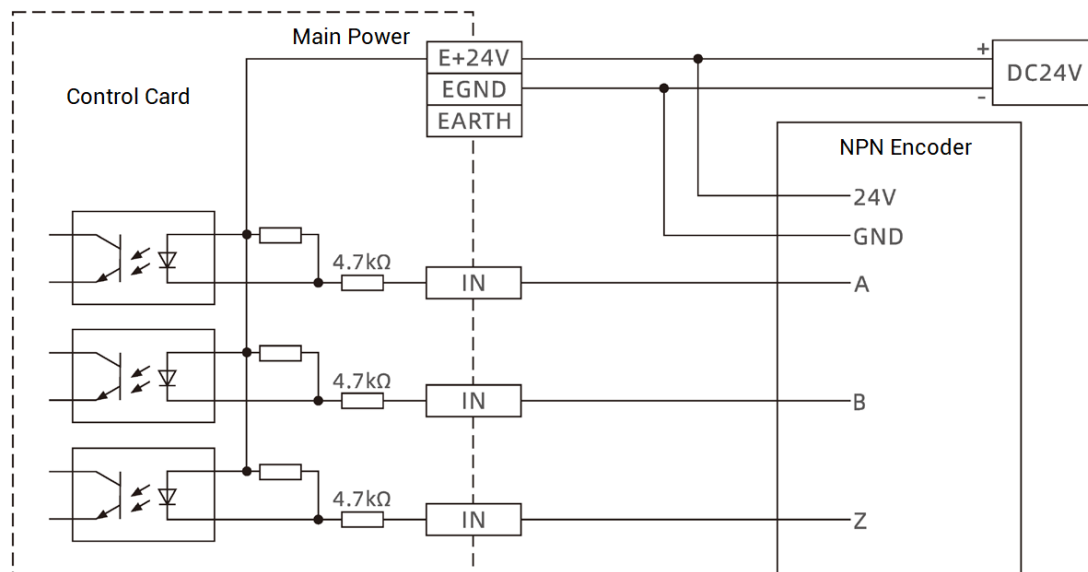 Main Power
E+24V
EGND
EARTH
+
-
DC24V
Control Card
NPN Encoder
24V
GND
4.7kΩ
IN
A
4.7kΩ
IN
B
4.7kΩ
IN
Z